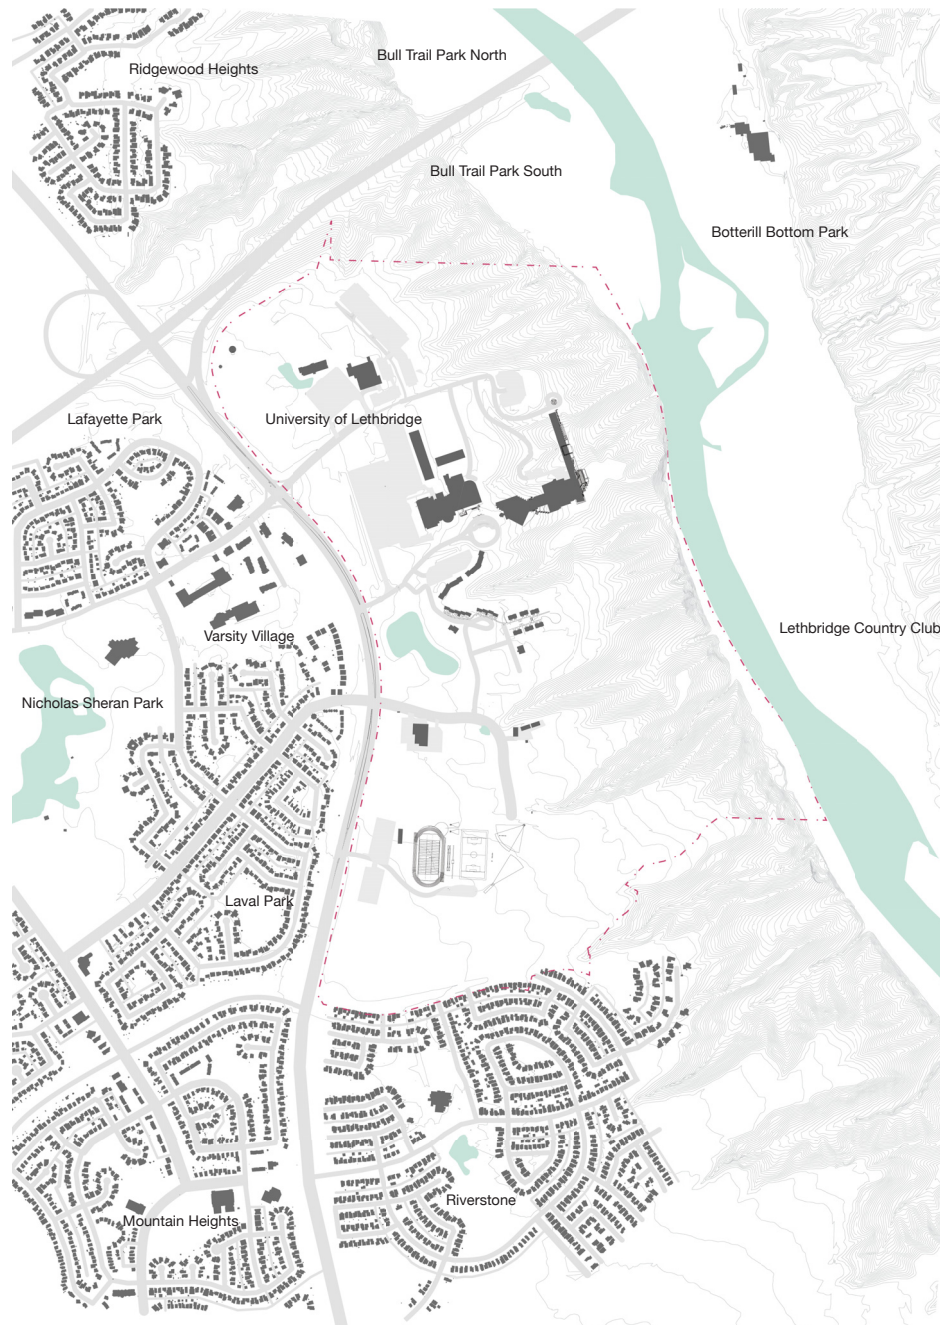 Bull Trail Park North
Ridgewood Heights
Bull Trail Park South
Botterill Bottom Park
Lafayette Park
University of Lethbridge
Lethbridge Country Club
Varsity Village
Nicholas Sheran Park
Laval Park
Riverstone
Mountain Heights